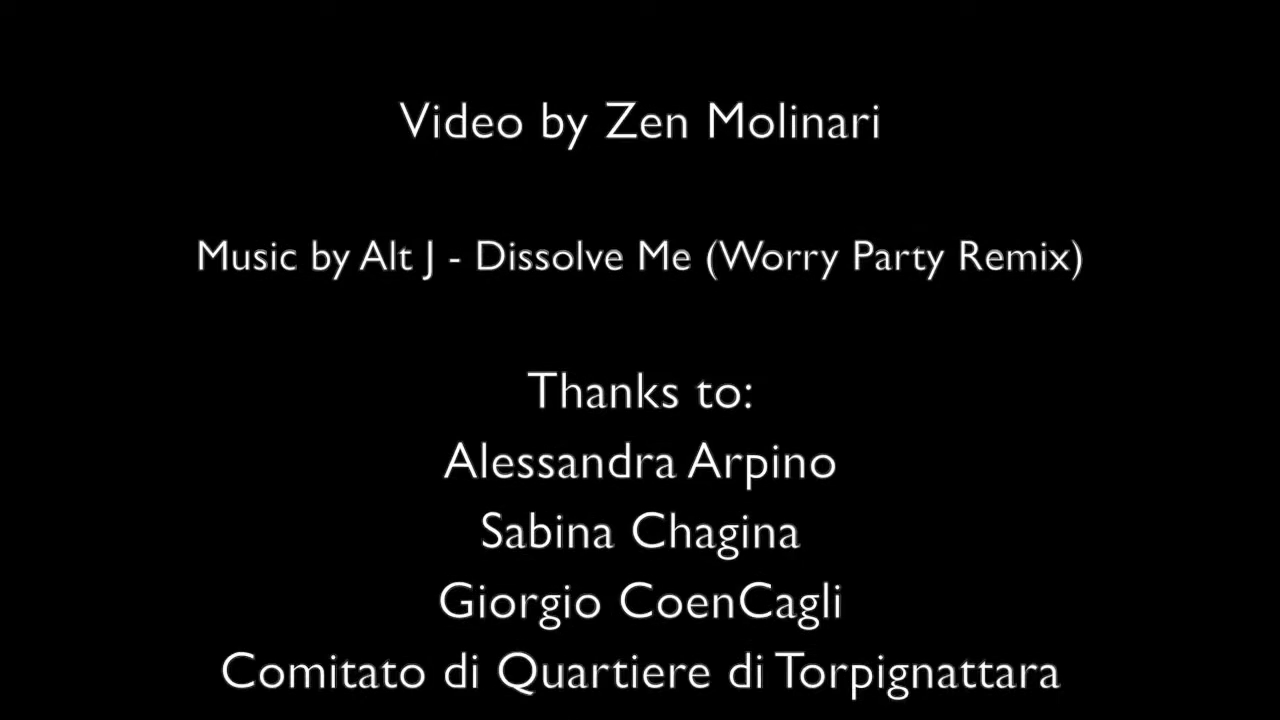 Video by Zen Molinari
Music by Alt J - Dissolve Me (Worry Party Remix)
Thanks to:
Alessandra Arpino
Sabina Chagina
Giorgio CoenCagli
Comitato di Quartiere di Torpignattara